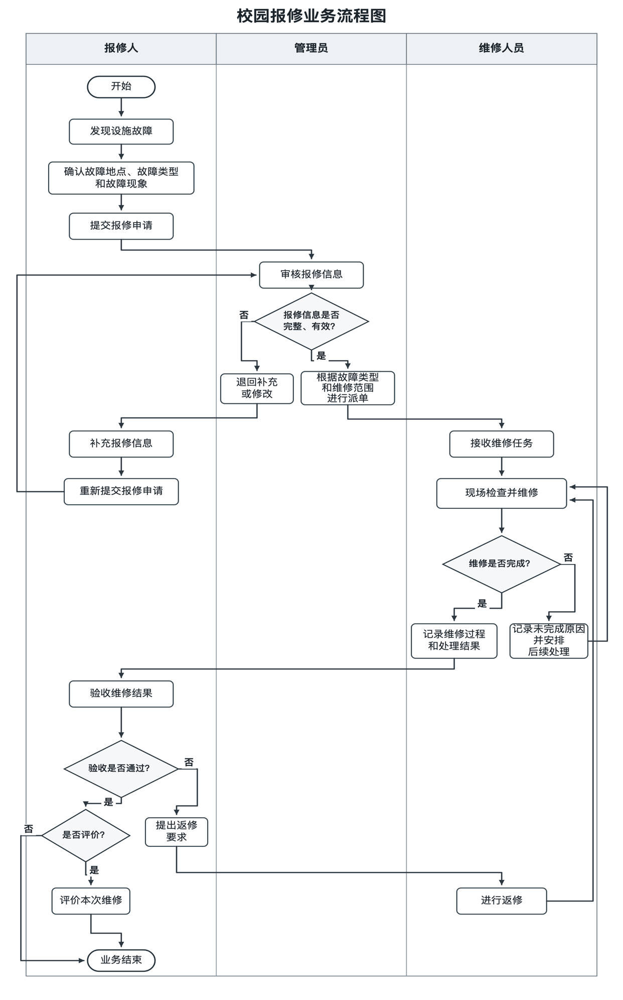 校园报修业务流程图
报修人
管理员
维修人员
开始
发现设施故障
确认故障地点、故障类型
和故障现象
提交报修申请
审核报修信息
报修信息是否
完整、有效?
否
是
退回补充
或修改
根据故障类型
和维修范围
进行派单
补充报修信息
接收维修任务
重新提交报修申请
现场检查并维修
维修是否完成?
否
是
记录维修过程
和处理结果
记录未完成原因
并安排
后续处理
验收维修结果
验收是否通过?
否
是
提出返修
要求
是否评价?
否
是
评价本次维修
进行返修
业务结束